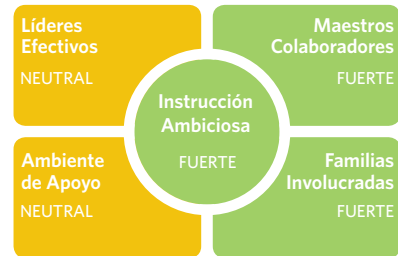 Líderes
Efectivos
NEUTRAL
Maestros
Colaboradores
FUERTE
Instrucción
Ambiciosa
FUERTE
Ambiente
de Apoyo
NEUTRAL
Familias
Involucradas
FUERTE